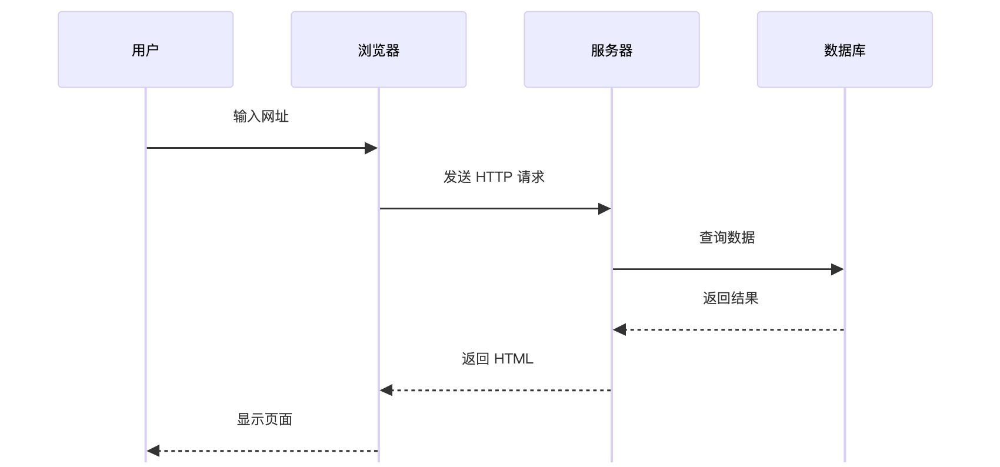 用户
浏览器
服务器
数据库
输入网址
发送 HTTP 请求
查询数据
返回结果
返回 HTML
显示页面